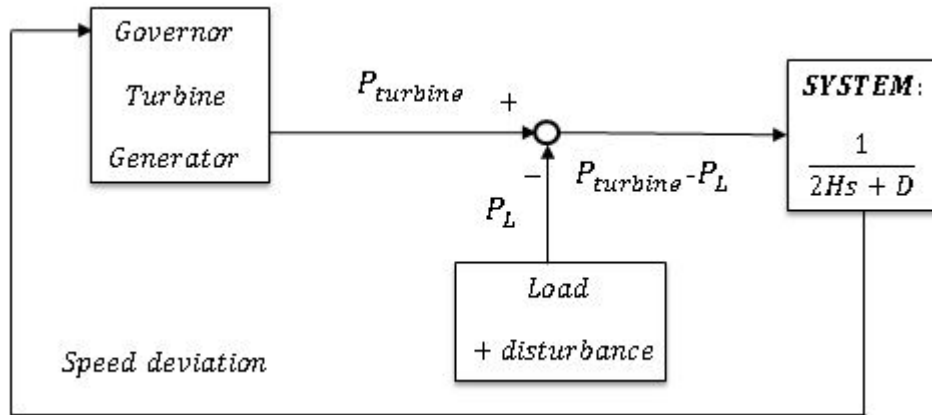 Governor
Turbine
Generator
P_turbine
+
−
P_turbine-P_L
P_L
SYSTEM:
1
2Hs + D
Load
+ disturbance
Speed deviation